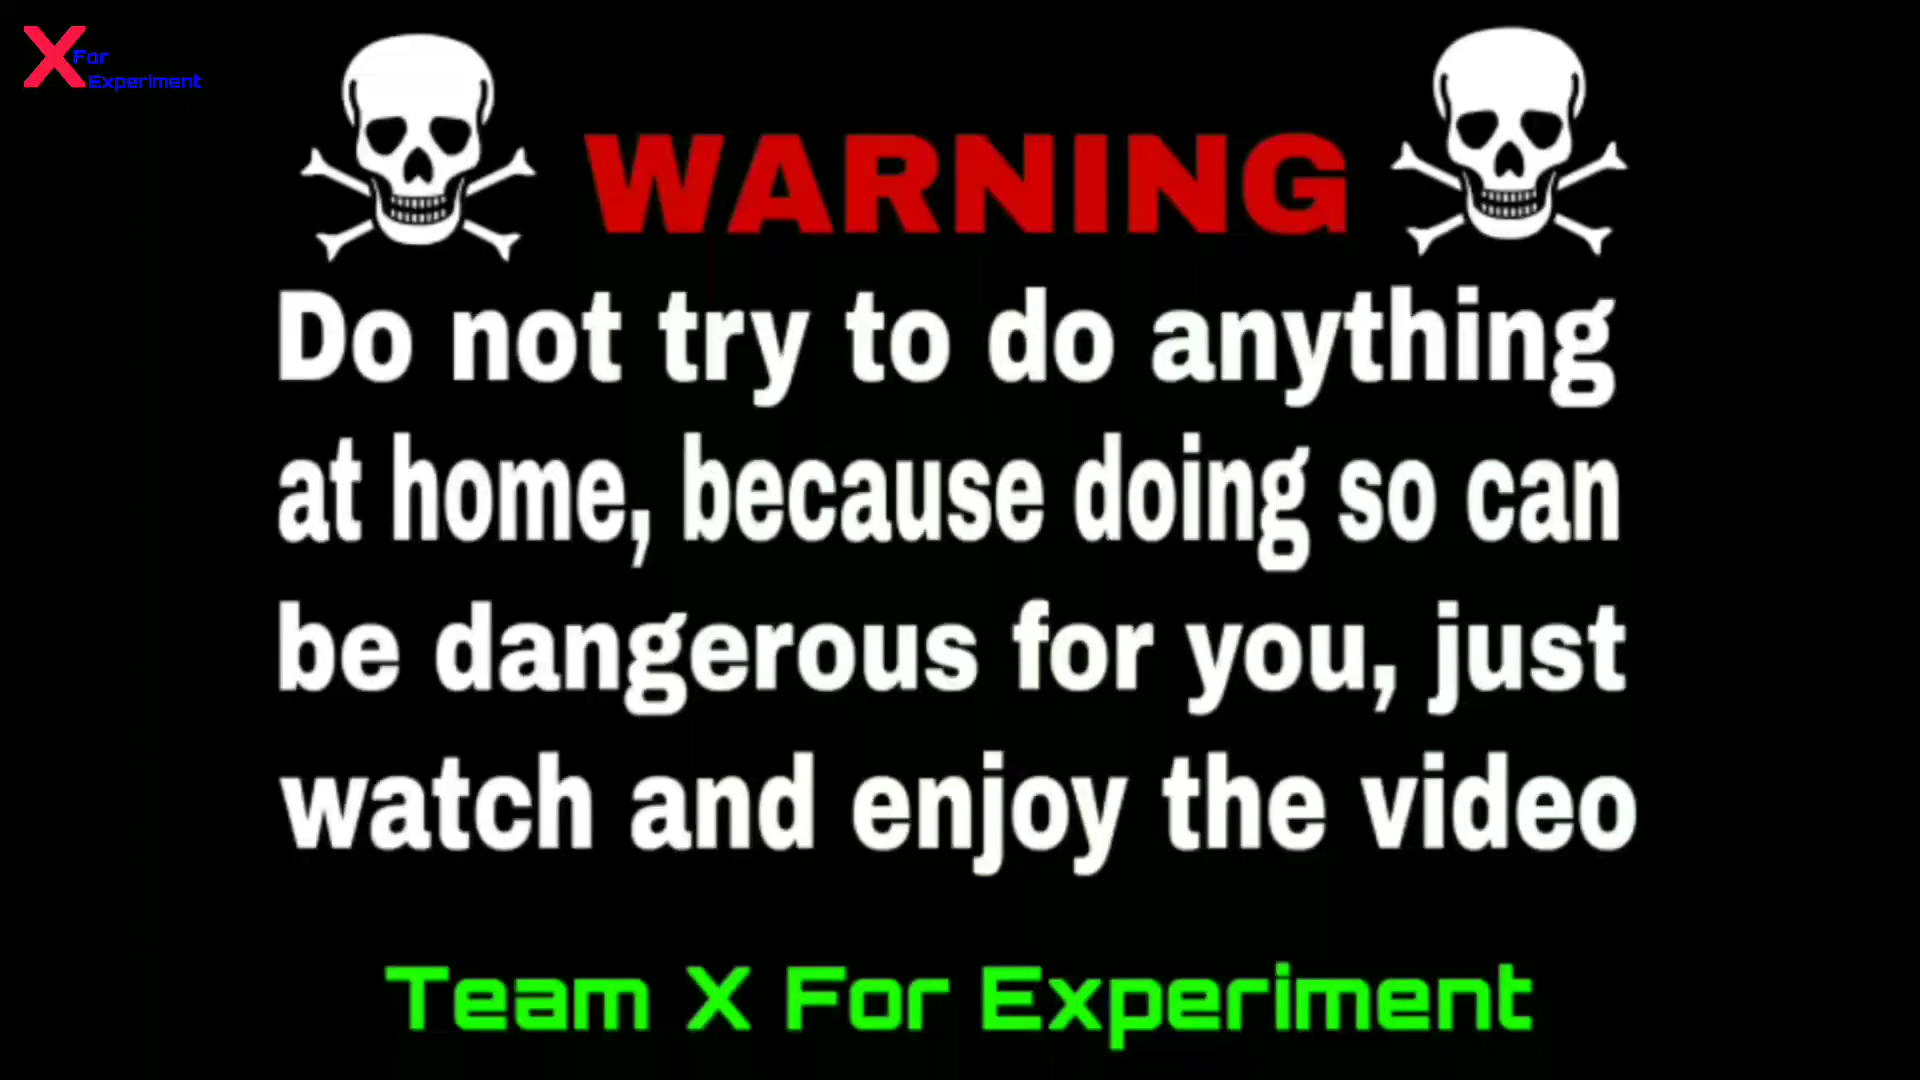 X For
Experiment
WARNING
Do not try to do anything
at home, because doing so can
be dangerous for you, just
watch and enjoy the video
Team X For Experiment